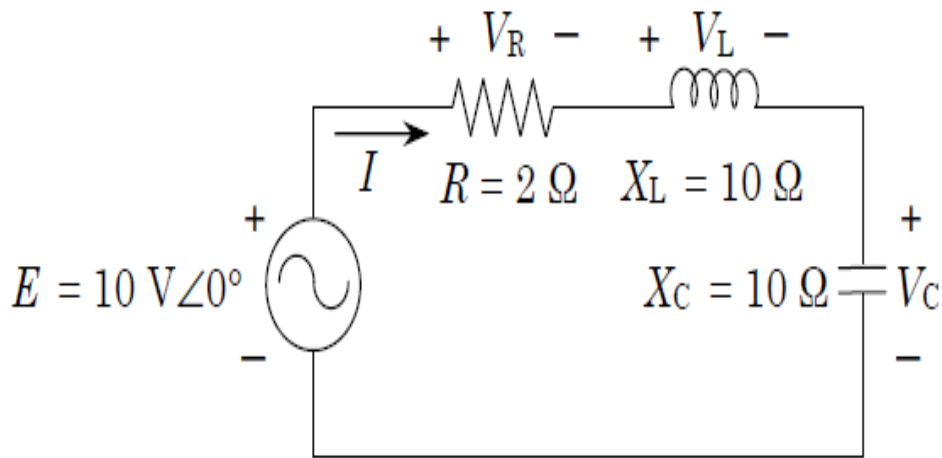 + V_R − + V_L −
I
R = 2 Ω X_L = 10 Ω
+ +
E = 10 V∠0° X_C = 10 Ω V_C
− −